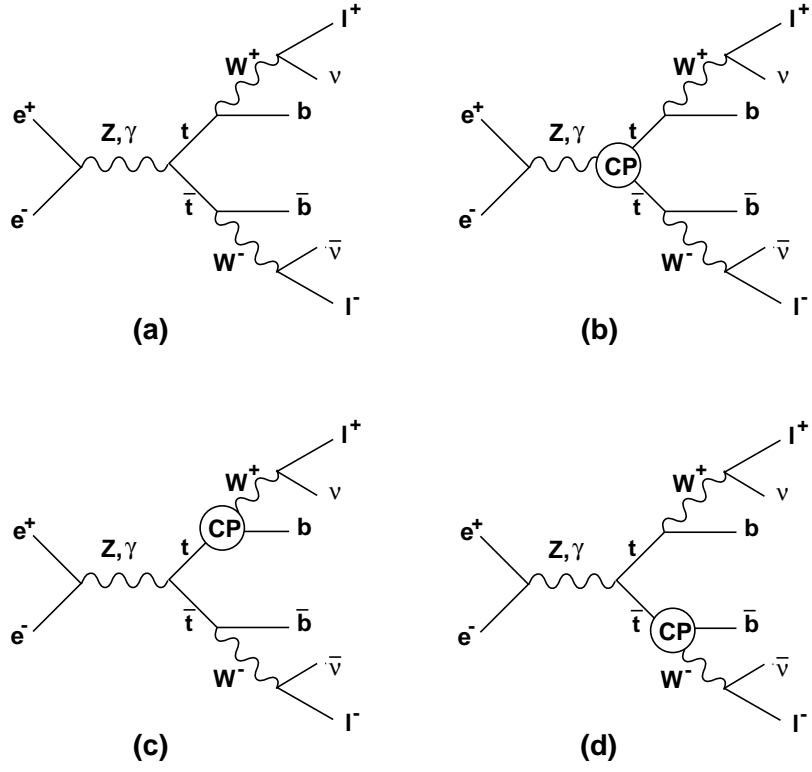 l+
W+
ν
e+
t
b
Z, γ
t̄
b̄
e-
ν̄
W-
l-
(a)
l+
W+
ν
e+
t
b
Z, γ
CP
t̄
b̄
e-
ν̄
W-
l-
(b)
l+
W+
ν
CP
b
e+
t
Z, γ
t̄
b̄
e-
ν̄
W-
l-
(c)
l+
W+
ν
e+
t
b
Z, γ
t̄
CP
b̄
e-
ν̄
W-
l-
(d)